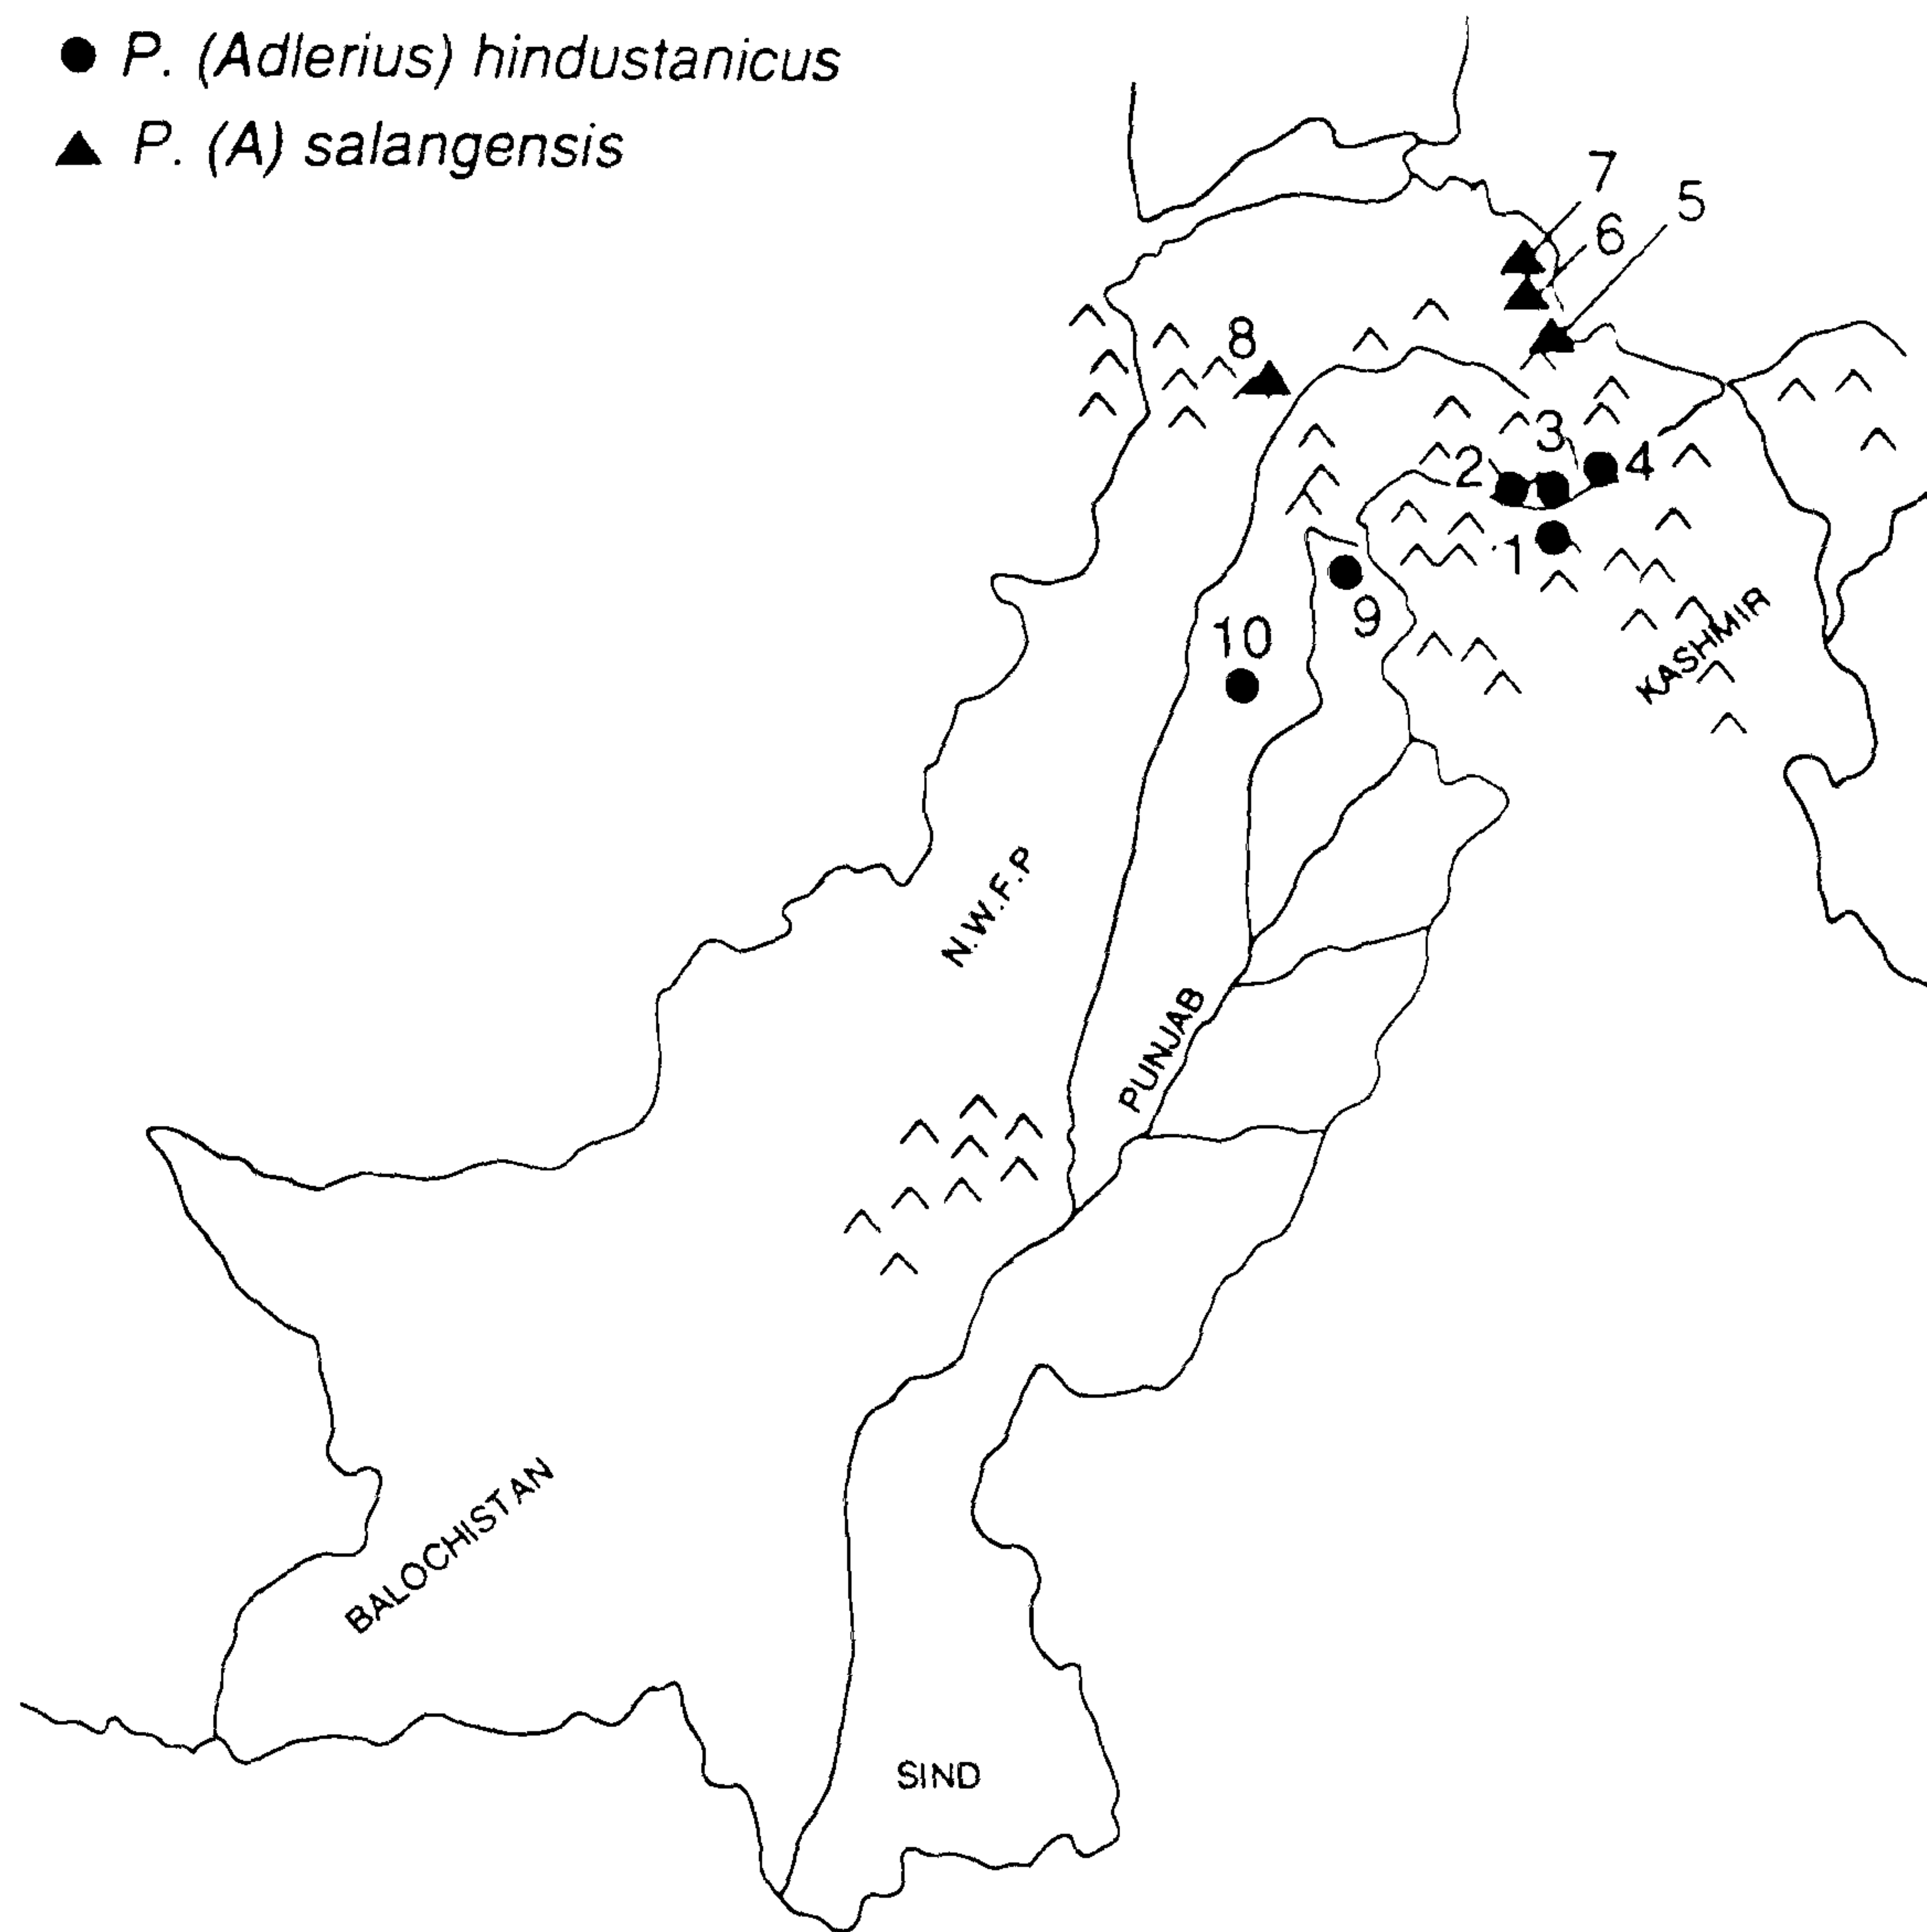 P. (Adlerius) hindustanicus
P. (A) salangensis
7
5
6
8
3
2
4
1
9
10
KASHMIR
N.W.F.P
PUNJAB
BALOCHISTAN
SIND